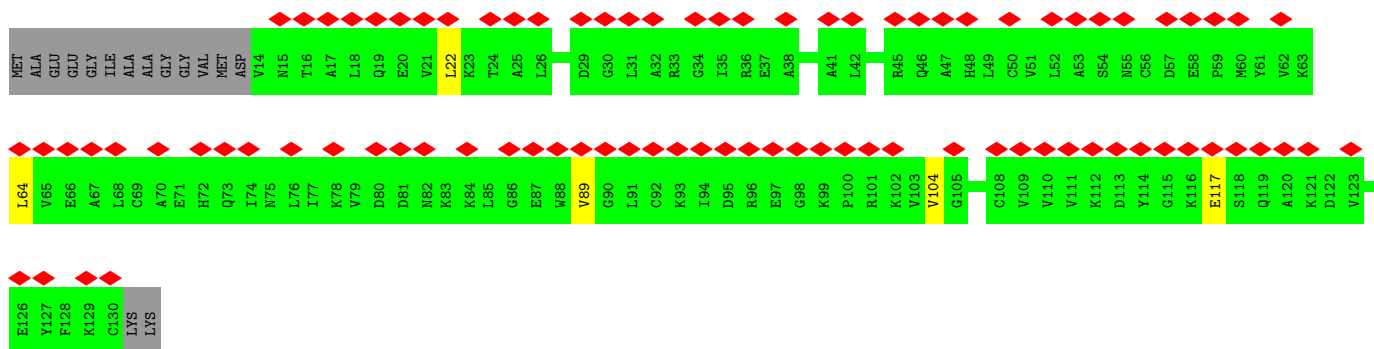 MET ALA GLU GLU GLY ILE ALA ALA GLY GLY VAL MET ASP V14 N15 T16 A17 L18 Q19 E20 V21 L22 K23 T24 A25 L26 D29 G30 L31 A32 R33 G34 I35 R36 E37 A38 A41 L42 R45 Q46 A47 H48 L49 C50 V51 L52 A53 S54 N55 C56 D57 E58 P59 M60 Y61 V62 K63
L64 V65 E66 A67 L68 C69 A70 E71 H72 Q73 I74 N75 L76 I77 K78 V79 D80 D81 N82 K83 K84 L85 G86 E87 W88 V89 G90 L91 C92 K93 I94 D95 R96 E97 G98 K99 P100 R101 K102 V103 V104 G105 C108 V109 V110 V111 K112 D113 Y114 G115 K116 E117 S118 Q119 A120 K121 D122 V123
E126 Y127 F128 K129 C130 LYS LYS